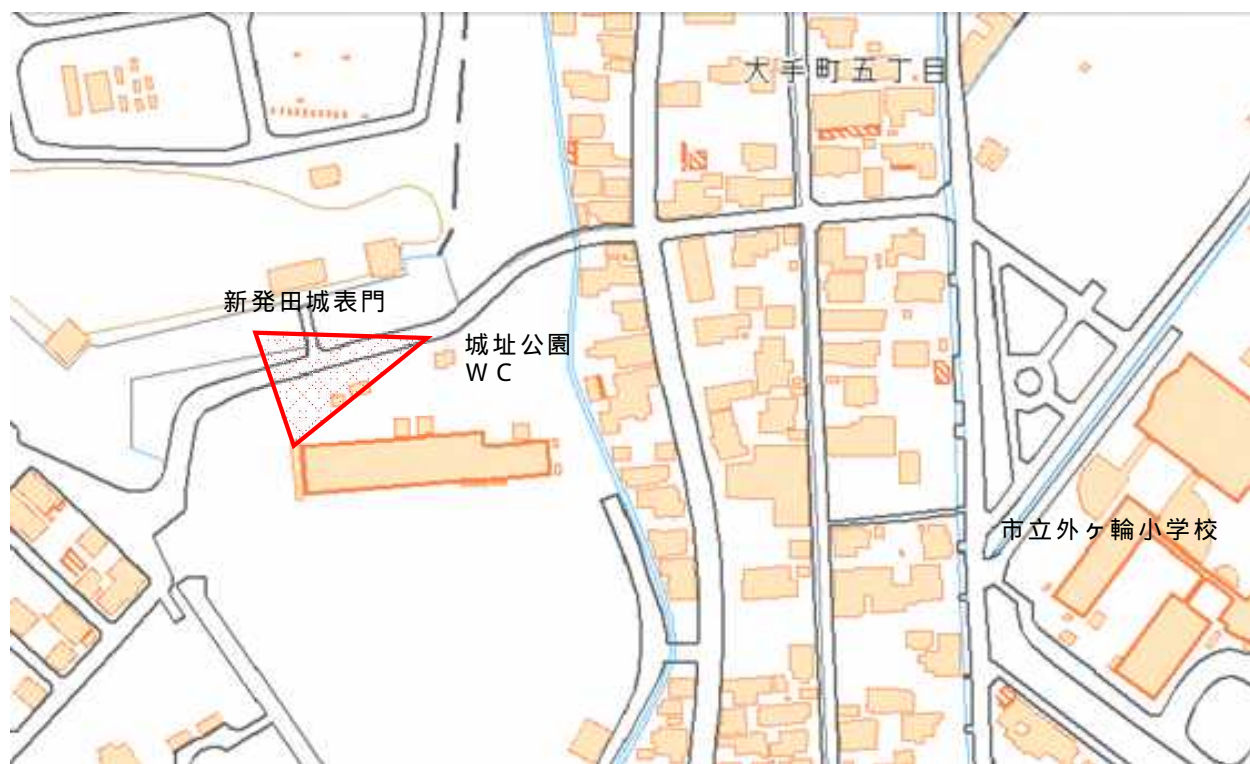 大手町五丁目
新発田城表門
城址公園
ＷＣ
市立外ヶ輪小学校